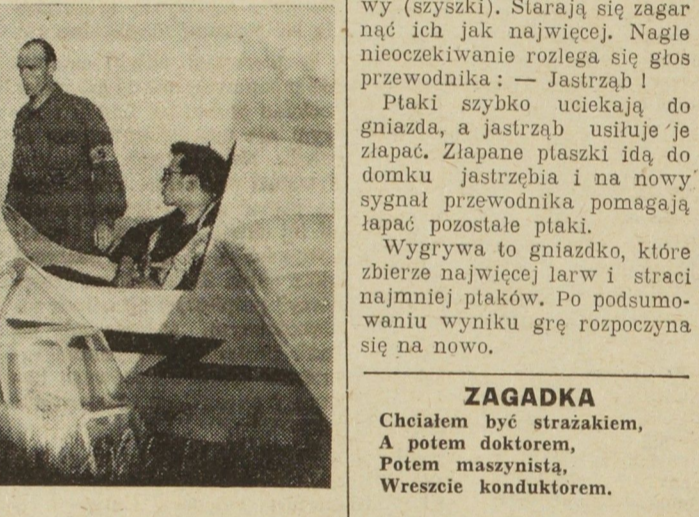 wy (szyszki). Starają się zagar
nąć ich jak najwięcej. Nagle
nieoczekiwanie rozlega się głos
przewodnika : — Jastrząb !
Ptaki szybko uciekają do
gniazda, a jastrząb usiłuje je
złapać. Złapane ptaszki idą do
domku jastrzębia i na nowy
sygnał przewodnika pomagają
łapać pozostałe ptaki.
Wygrywa to gniazdko, które
zbierze najwięcej larw i straci
najmniej ptaków. Po podsumo-
waniu wyniku grę rozpoczyna
się na nowo.
ZAGADKA
Chciałem być strażakiem,
A potem doktorem,
Potem maszynistą,
Wreszcie konduktorem.